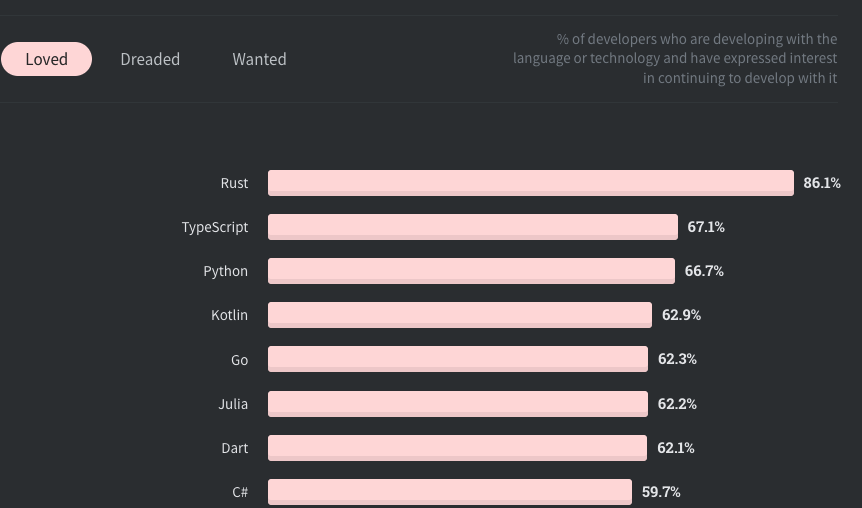 Loved Dreaded Wanted
% of developers who are developing with the
language or technology and have expressed interest
in continuing to develop with it
Rust 86.1%
TypeScript 67.1%
Python 66.7%
Kotlin 62.9%
Go 62.3%
Julia 62.2%
Dart 62.1%
C# 59.7%